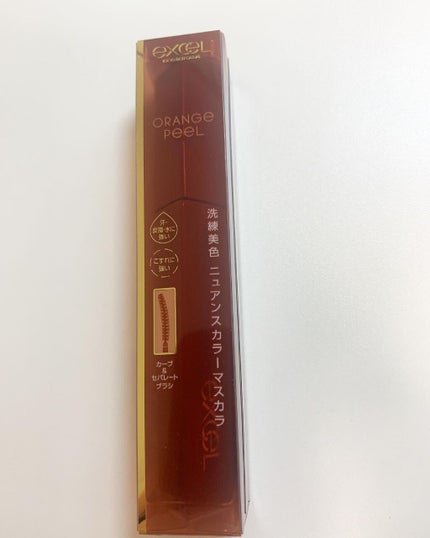 excel
ORANGE
PEEL
汗・
皮脂・水に
強い
こすれに
強い
洗練美色 ニュアンスカラーマスカラ
カーブ
&
セパレート
ブラシ
excel